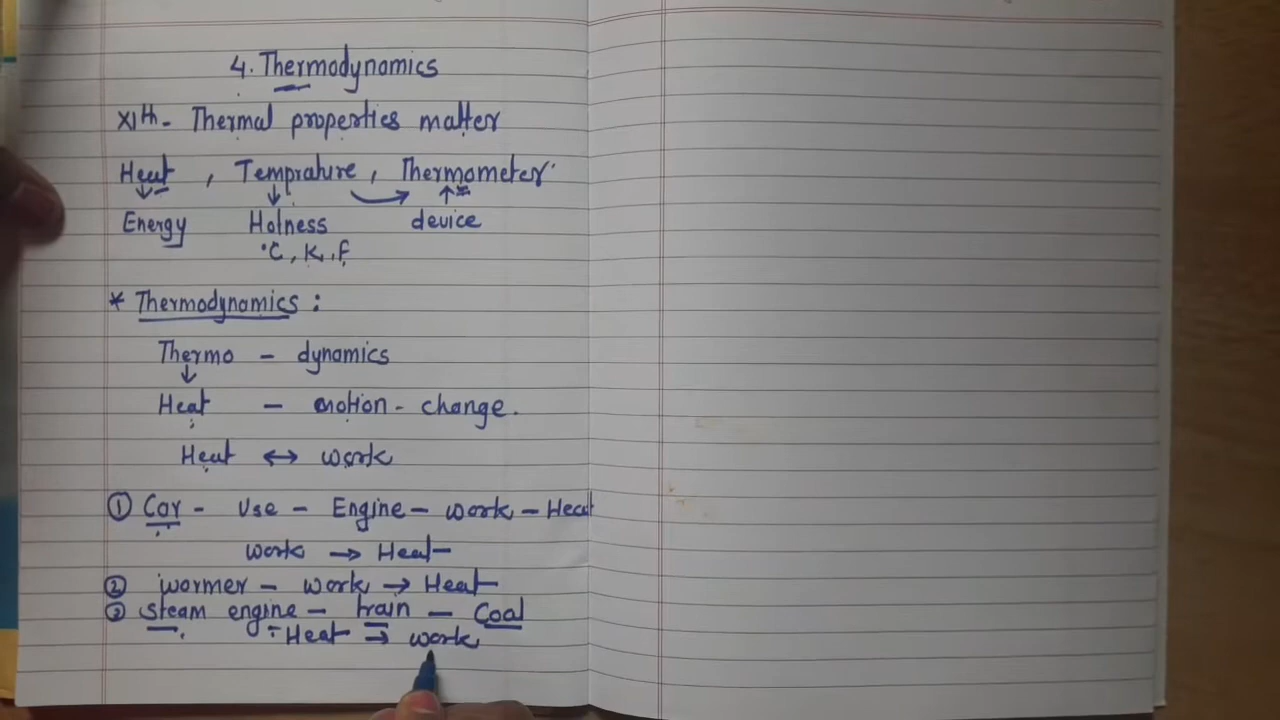 4. Thermodynamics
XIth - Thermal properties matter
Heat , Temprature , Thermometer
Energy Hotness device
°C, K, F
* Thermodynamics :
Thermo - dynamics
Heat - motion - change.
Heat ↔ work
① Car - Use - Engine - work - Heat
work → Heat
② wormer - work → Heat
③ steam engine - train - Coal
- Heat → work